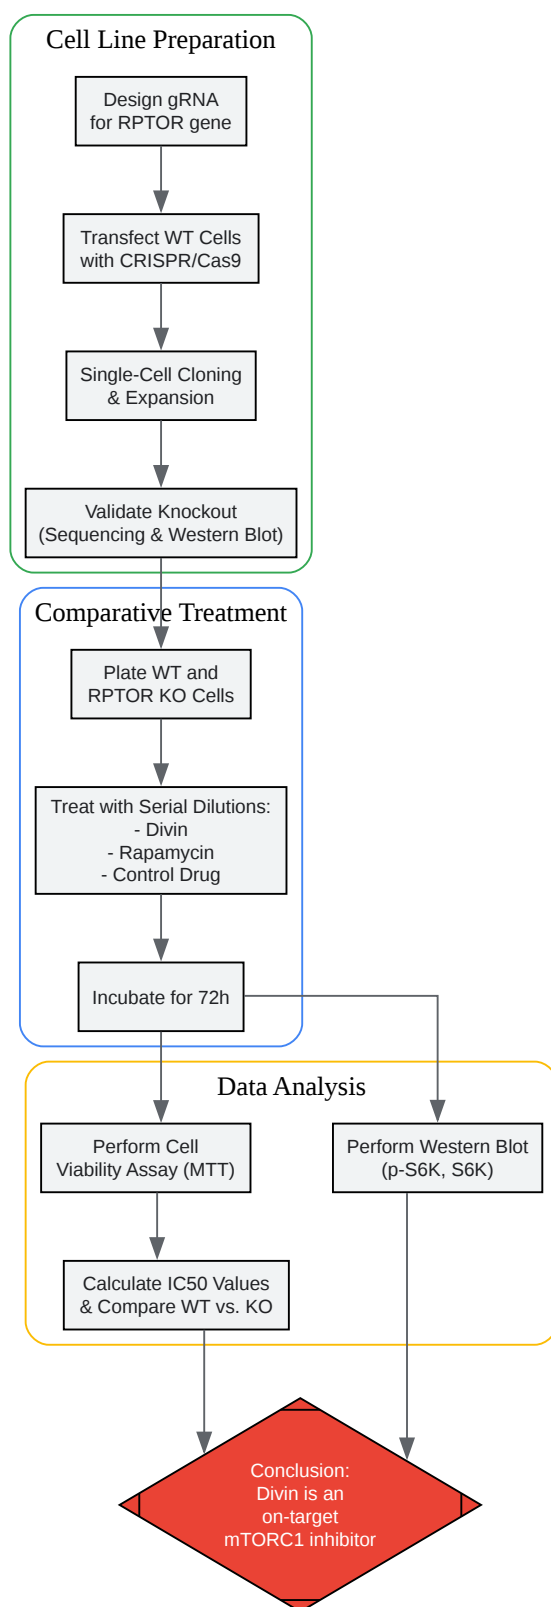 Cell Line Preparation
Design gRNA
for RPTOR gene
Transfect WT Cells
with CRISPR/Cas9
Single-Cell Cloning
& Expansion
Validate Knockout
(Sequencing & Western Blot)
Comparative Treatment
Plate WT and
RPTOR KO Cells
Treat with Serial Dilutions:
- Divin
- Rapamycin
- Control Drug
Incubate for 72h
Data Analysis
Perform Cell
Viability Assay (MTT)
Perform Western Blot
(p-S6K, S6K)
Calculate IC50 Values
& Compare WT vs. KO
Conclusion:
Divin is an
on-target
mTORC1 inhibitor